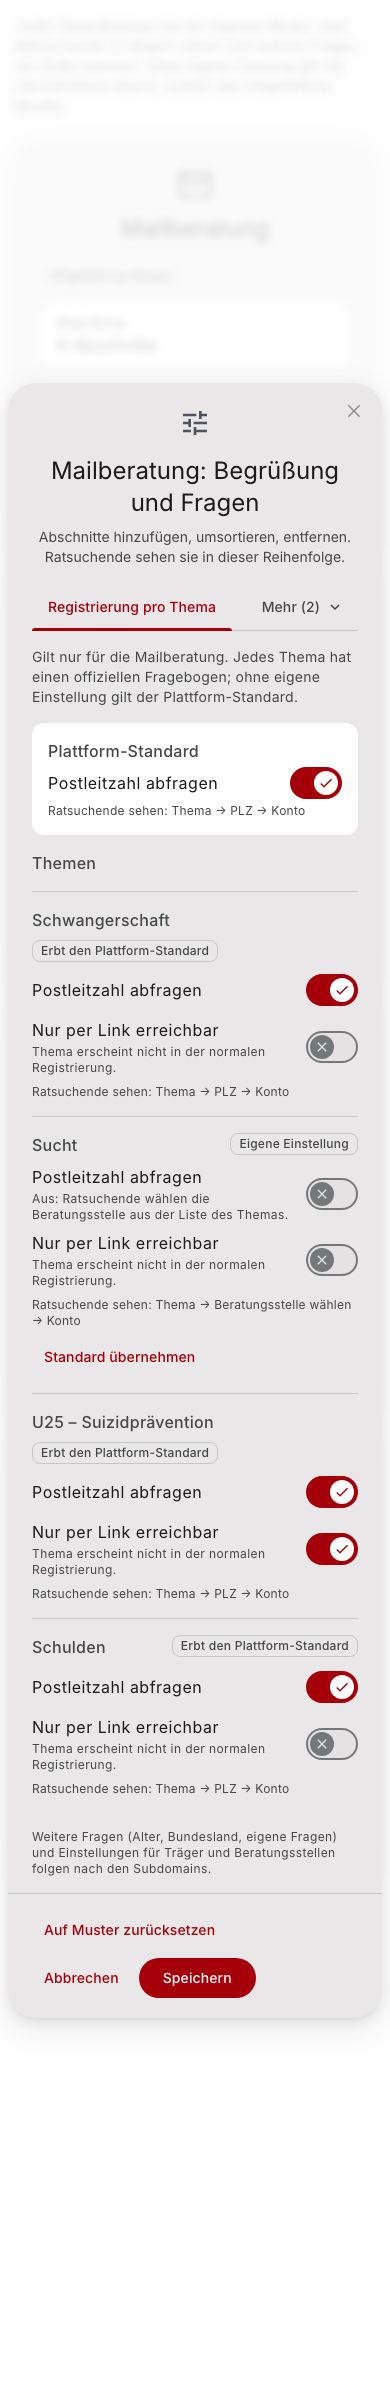 Mailberatung
Mailberatung: Begrüßung
und Fragen
Abschnitte hinzufügen, umsortieren, entfernen.
Ratsuchende sehen sie in dieser Reihenfolge.
Registrierung pro Thema
Mehr (2)
Gilt nur für die Mailberatung. Jedes Thema hat
einen offiziellen Fragebogen; ohne eigene
Einstellung gilt der Plattform-Standard.
Plattform-Standard
Postleitzahl abfragen
Ratsuchende sehen: Thema → PLZ → Konto
Themen
Schwangerschaft
Erbt den Plattform-Standard
Postleitzahl abfragen
Nur per Link erreichbar
Thema erscheint nicht in der normalen
Registrierung.
Ratsuchende sehen: Thema → PLZ → Konto
Sucht
Eigene Einstellung
Postleitzahl abfragen
Aus: Ratsuchende wählen die
Beratungsstelle aus der Liste des Themas.
Nur per Link erreichbar
Thema erscheint nicht in der normalen
Registrierung.
Ratsuchende sehen: Thema → Beratungsstelle wählen
→ Konto
Standard übernehmen
U25 – Suizidprävention
Erbt den Plattform-Standard
Postleitzahl abfragen
Nur per Link erreichbar
Thema erscheint nicht in der normalen
Registrierung.
Ratsuchende sehen: Thema → PLZ → Konto
Schulden
Erbt den Plattform-Standard
Postleitzahl abfragen
Nur per Link erreichbar
Thema erscheint nicht in der normalen
Registrierung.
Ratsuchende sehen: Thema → PLZ → Konto
Weitere Fragen (Alter, Bundesland, eigene Fragen)
und Einstellungen für Träger und Beratungsstellen
folgen nach den Subdomains.
Auf Muster zurücksetzen
Abbrechen
Speichern